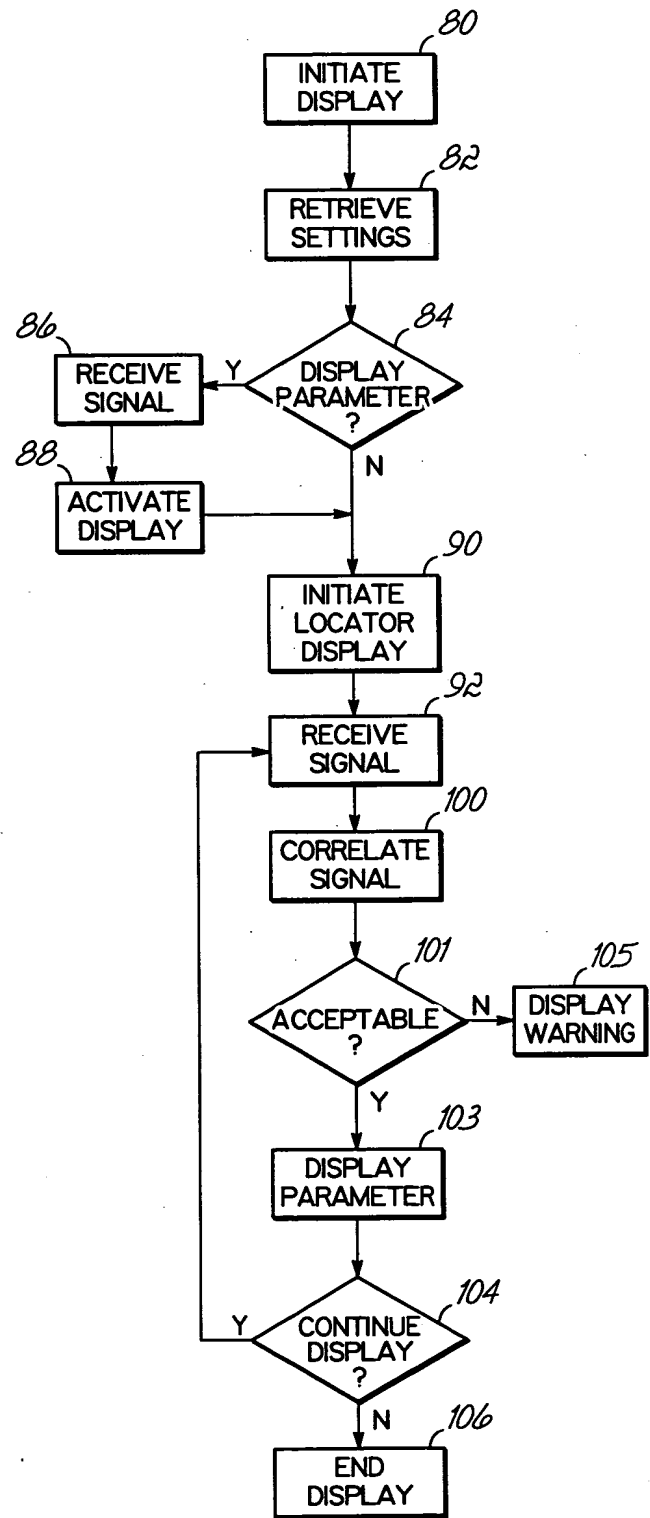 80
INITIATE
DISPLAY
82
RETRIEVE
SETTINGS
84
DISPLAY
PARAMETER
?
Y
N
86
RECEIVE
SIGNAL
88
ACTIVATE
DISPLAY
90
INITIATE
LOCATOR
DISPLAY
92
RECEIVE
SIGNAL
100
CORRELATE
SIGNAL
101
ACCEPTABLE
?
N
105
DISPLAY
WARNING
Y
103
DISPLAY
PARAMETER
104
CONTINUE
DISPLAY
?
Y
N
106
END
DISPLAY